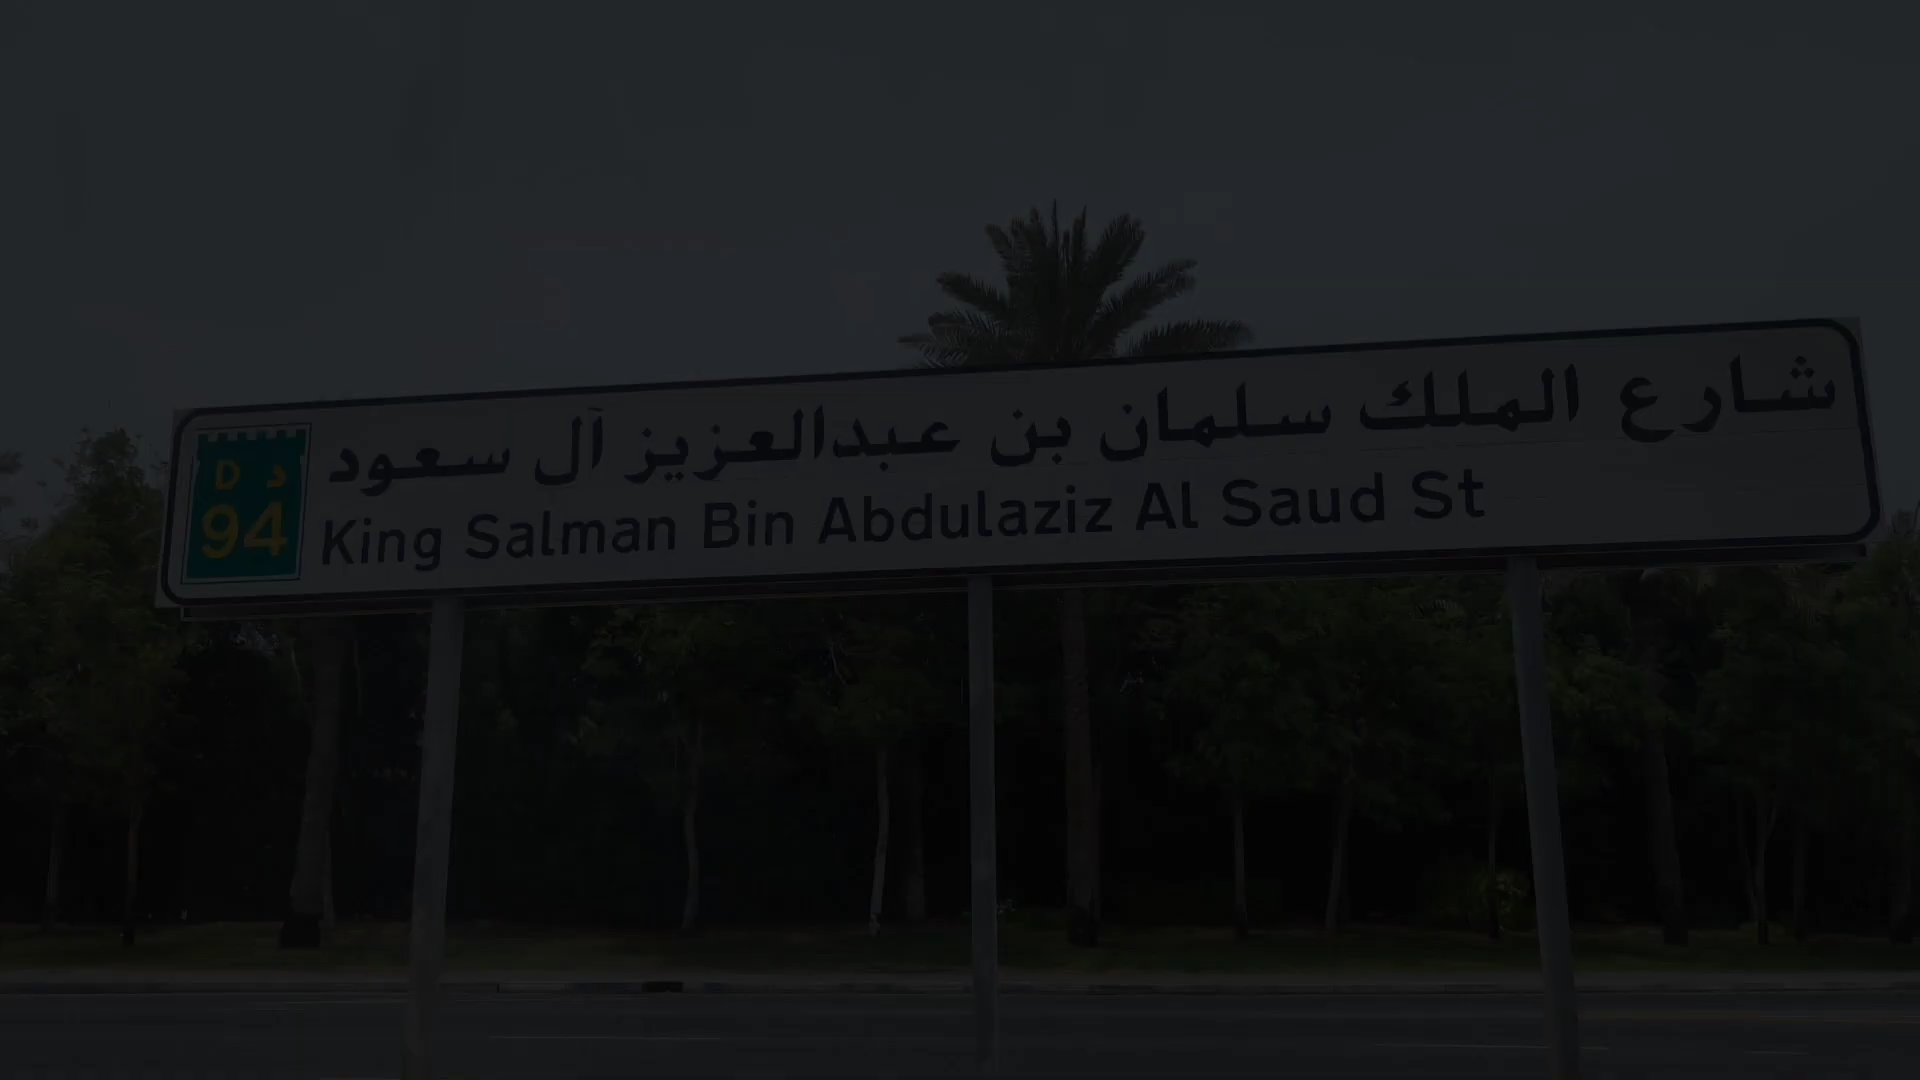 شارع الملك سلمان بن عبدالعزيز آل سعود
D د
94
King Salman Bin Abdulaziz Al Saud St